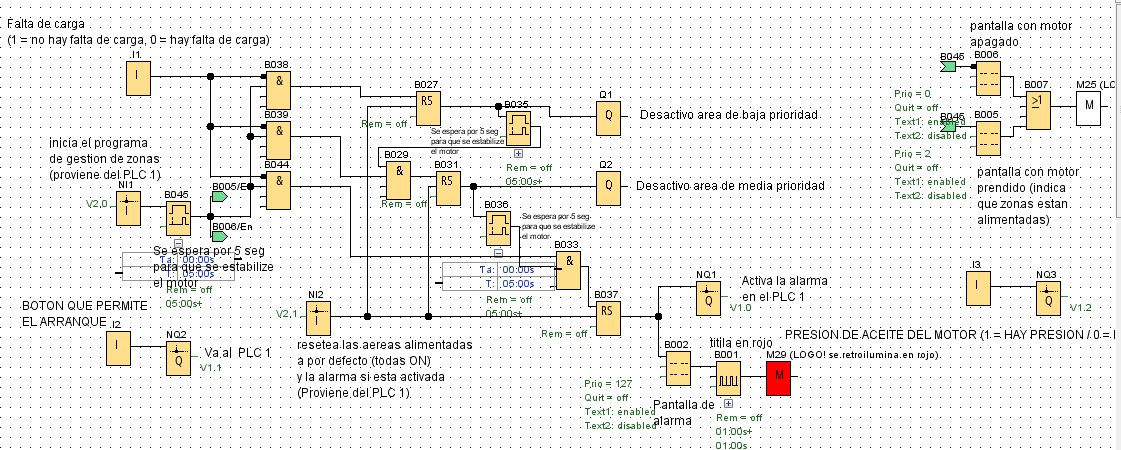 Falta de carga
(1 = no hay falta de carga, 0 = hay falta de carga)
I1
I
B038
&
B039
&
B044
&
B027
RS
Rem = off
B035
Se espera por 5 seg
para que se estabilize
el motor
Rem = off
05:00s+
Q1
Q
Desactivo area de baja prioridad
inicia el programa
de gestion de zonas
(proviene del PLC 1)
NI1
I
V2.0
B045
B005/En
B006/En
Se espera por 5 seg
para que se estabilize
el motor
Ta: 00:00s
T: 05:00s
Rem = off
05:00s+
B029
&
B031
RS
Rem = off
Q2
Q
Desactivo area de media prioridad
B036
Se espera por 5 seg
para que se estabilize
el motor
Ta: 00:00s
T: 00:00s
Rem = off
05:00s+
B033
&
B037
RS
Rem = off
NI2
I
V2.1
resetea las aereas alimentadas
a por defecto (todas ON)
y la alarma si esta activada
(Proviene del PLC 1)
BOTON QUE PERMITE
EL ARRANQUE
I2
I
NQ2
Q
V1.1
Va al PLC 1
NQ1
Q
V1.0
Activa la alarma
en el PLC 1
B002
Prio = 127
Quit = off
Text1: enabled
Text2: disabled
Pantalla de
alarma
titila en rojo
B001
Rem = off
01:00s+
01:00s
M29 (LOGO! se retroilumina en rojo)
M
I3
I
NQ3
Q
V1.2
PRESION DE ACEITE DEL MOTOR (1 = HAY PRESION / 0 =
pantalla con motor
apagado
B045
B006
Prio = 0
Quit = off
Text1: enabled
Text2: disabled
B045
B005
Prio = 2
Quit = off
Text1: enabled
Text2: disabled
B007
≥1
M25 (LO
M
pantalla con motor
prendido (indica
que zonas estan
alimentadas)